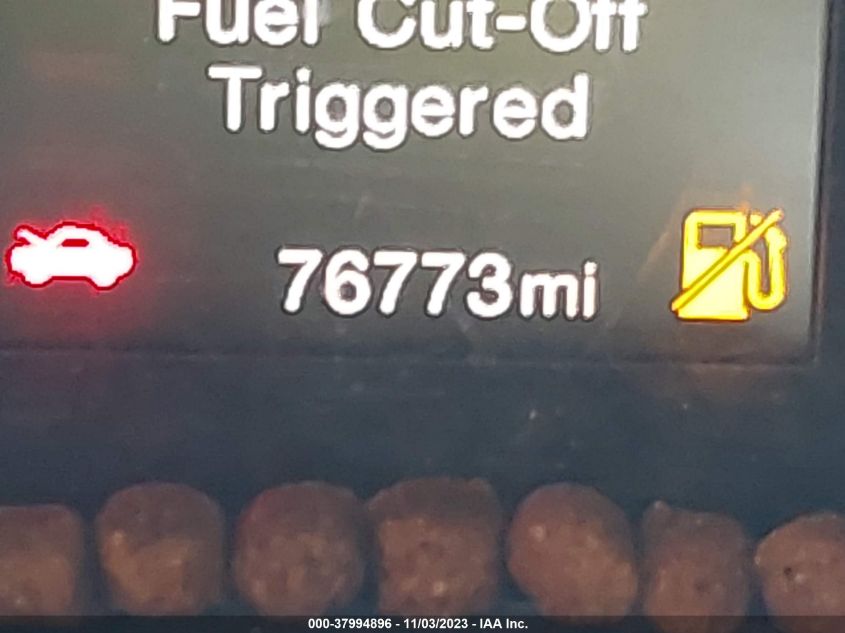 Fuel Cut-Off
Triggered
76773mi
000-37994896 - 11/03/2023 - IAA Inc.